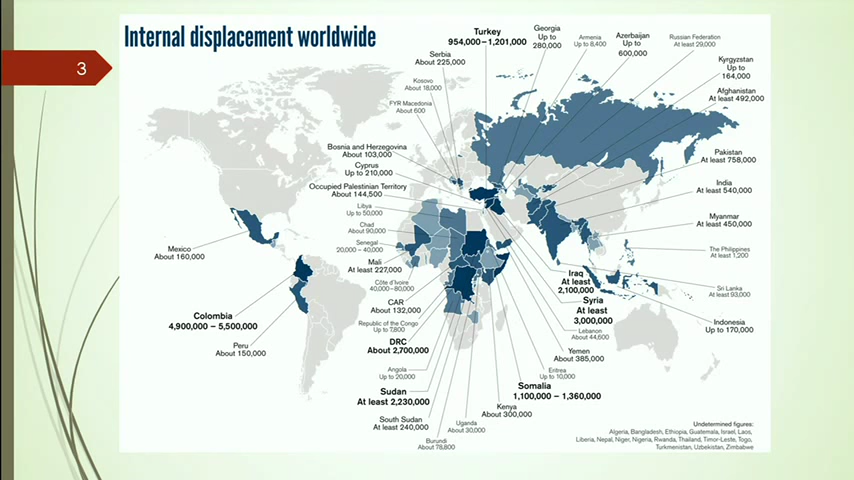 Internal displacement worldwide
3
Turkey
954,000–1,201,000
Georgia
Up to
280,000
Armenia
Up to 8,400
Azerbaijan
Up to
600,000
Russian Federation
At least 29,000
Serbia
About 225,000
Kyrgyzstan
Up to
164,000
Kosovo
About 18,000
Afghanistan
At least 492,000
FYR Macedonia
About 600
Bosnia and Herzegovina
About 103,000
Pakistan
At least 758,000
Cyprus
Up to 210,000
India
At least 540,000
Occupied Palestinian Territory
About 144,500
Libya
Up to 50,000
Myanmar
At least 450,000
Chad
About 90,000
Senegal
20,000 – 40,000
The Philippines
At least 1,200
Mexico
About 160,000
Mali
At least 227,000
Iraq
At least
2,100,000
Côte d'Ivoire
40,000–80,000
Sri Lanka
At least 93,000
Syria
At least
3,000,000
CAR
About 132,000
Colombia
4,900,000 – 5,500,000
Republic of the Congo
Up to 7,800
Indonesia
Up to 170,000
Lebanon
About 44,600
DRC
About 2,700,000
Peru
About 150,000
Yemen
About 385,000
Angola
Up to 20,000
Eritrea
Up to 10,000
Somalia
1,100,000 – 1,360,000
Sudan
At least 2,230,000
Kenya
About 300,000
South Sudan
At least 240,000
Uganda
About 30,000
Burundi
About 78,800
Undetermined figures:
Algeria, Bangladesh, Ethiopia, Guatemala, Israel, Laos,
Liberia, Nepal, Niger, Nigeria, Rwanda, Thailand, Timor-Leste, Togo,
Turkmenistan, Uzbekistan, Zimbabwe